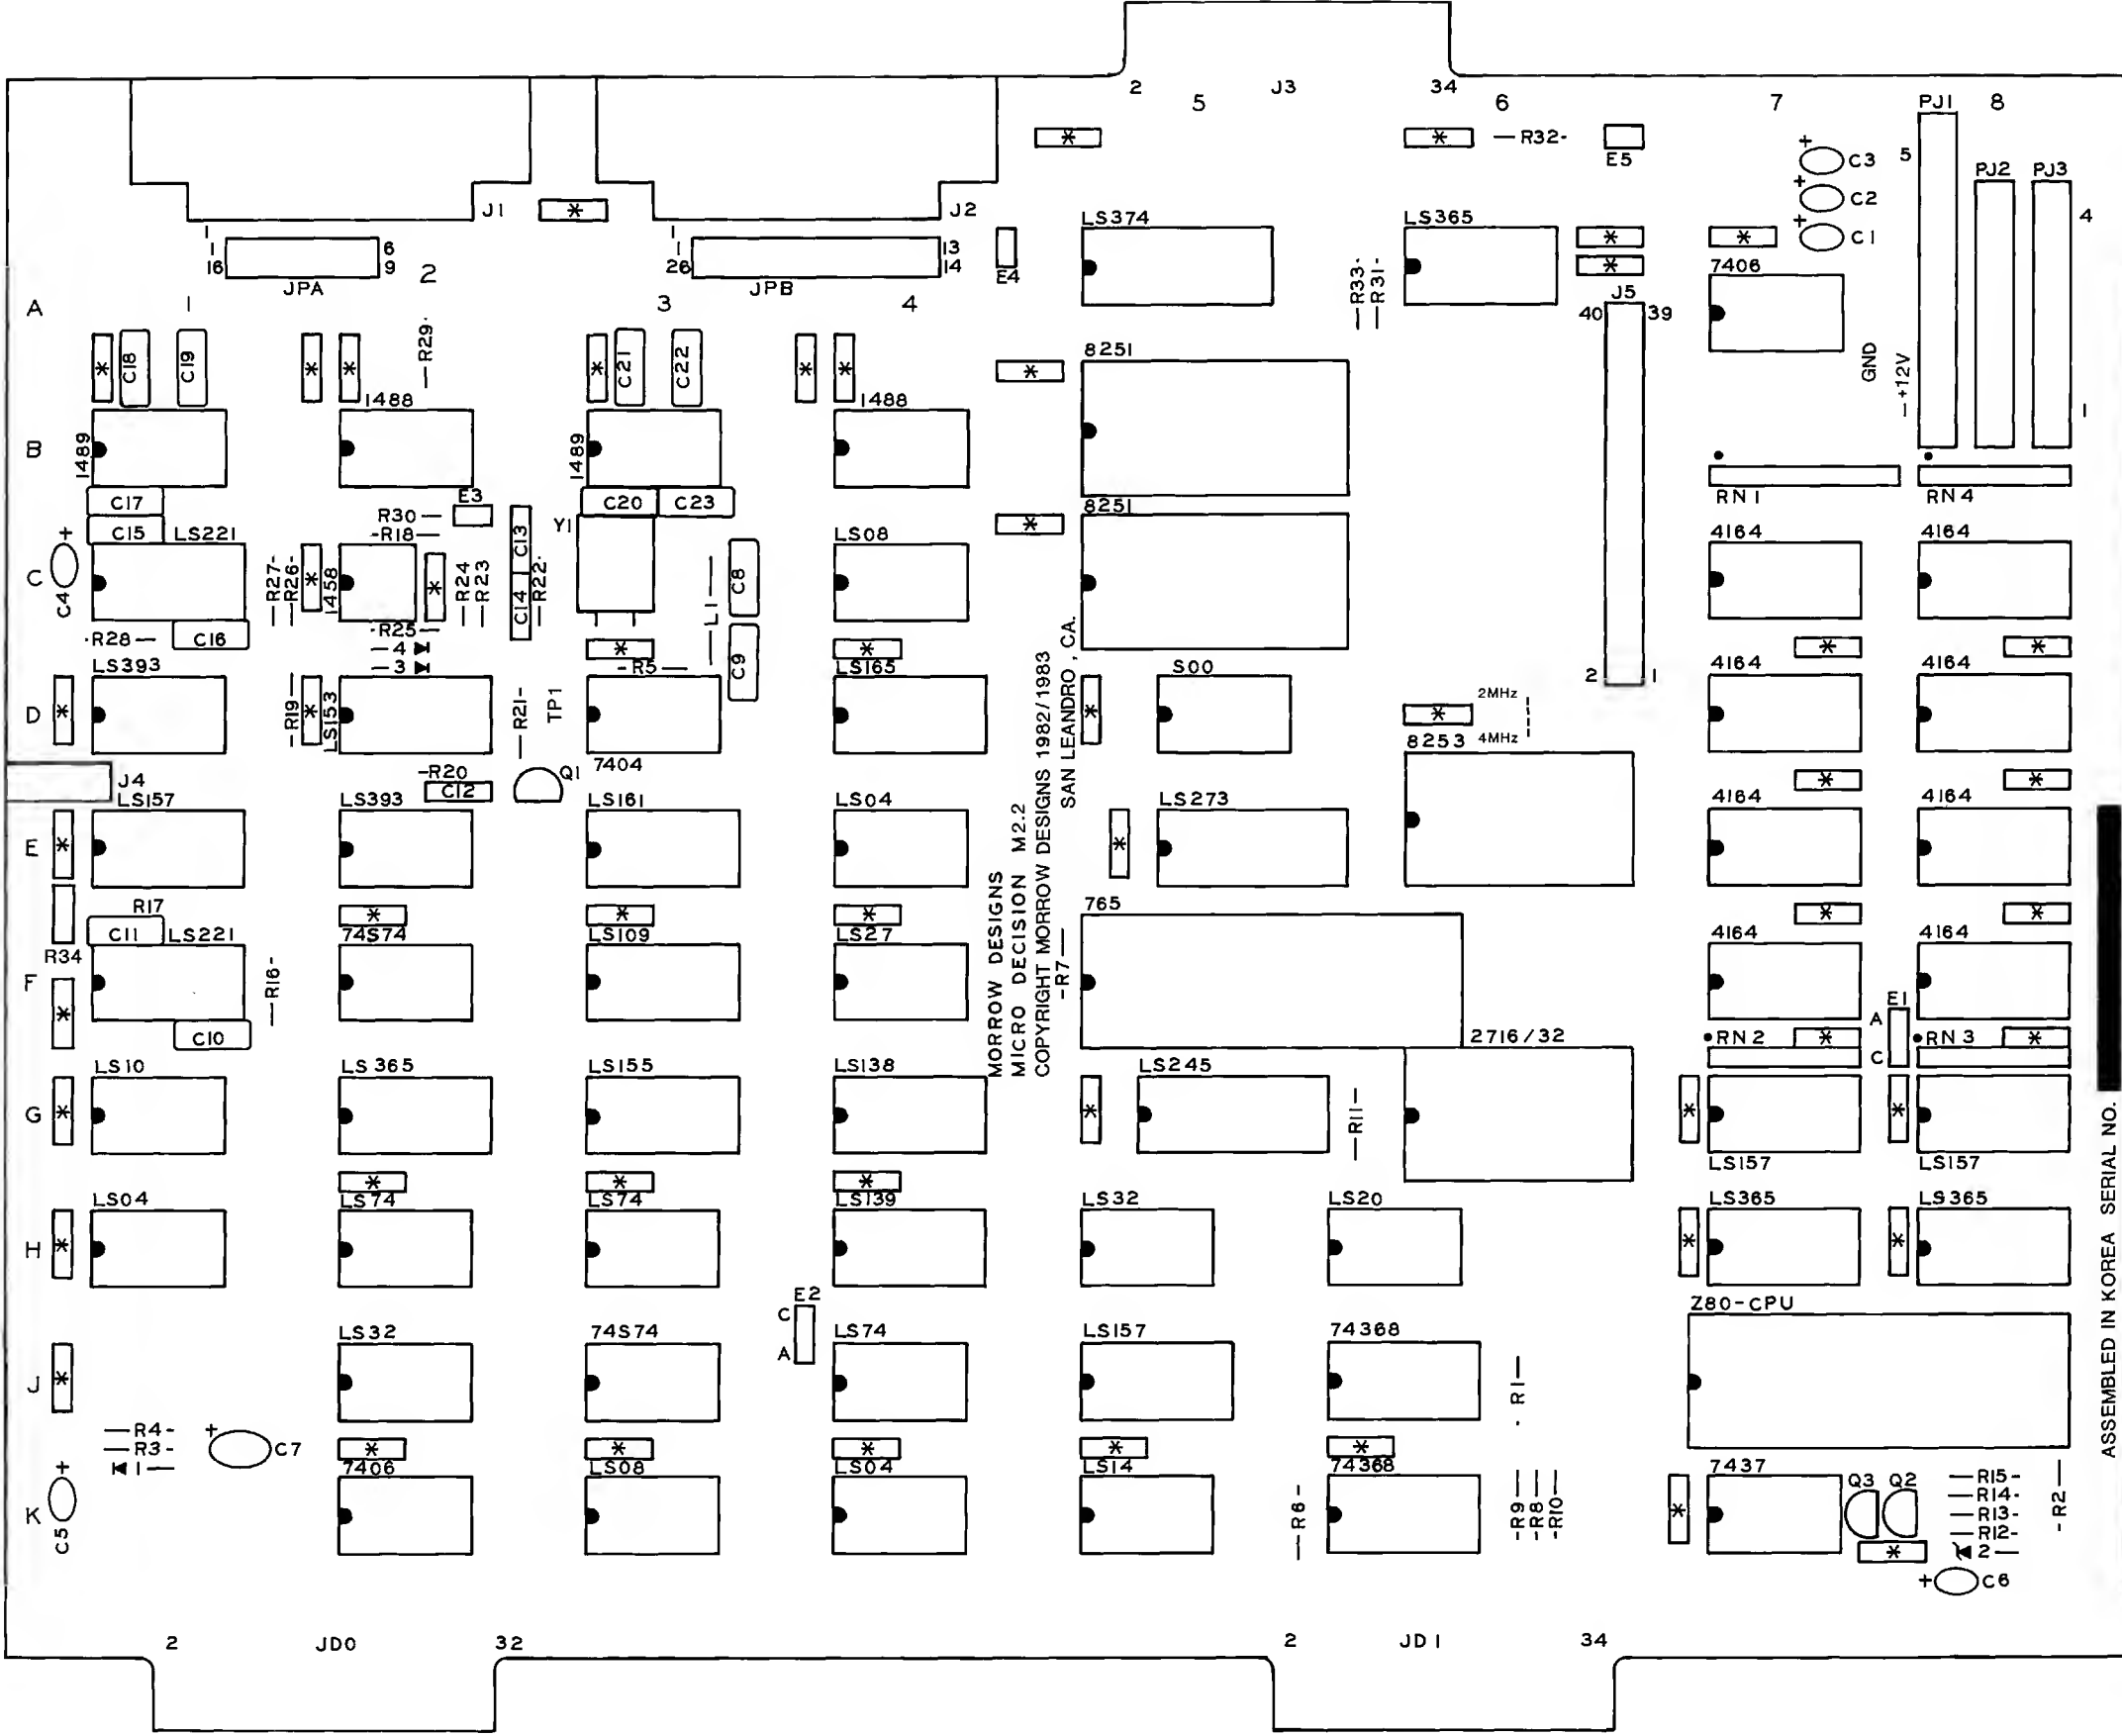 2 J3 34
5 6 7 8
PJ1
R32
E5
+ C3
5
PJ2 PJ3
+ C2
J1 * J2
LS374 LS365
4
+ C1
1 6
16 9
JPA
2
1 13
26 14
JPB
E4
7406
A 1 3 4
R33
R31
J5
40 39
C18 C19
R29
C21 C22
8251
GND
+12V
1
1488 1488
B
1489 1489
C17
E3
C20 C23
RN1 RN4
R30
C15 LS221
R18
Y1
8251
C13
LS08
4164 4164
C
+ C4
R27
R26
1458
R24
R23
C14
R22
L1
C8
R28 C16
R25
4
3
R5
C9
LS393
LS165
S00
4164 4164
2 1
D
R19
LS153
R21
TP1
7404
2MHz
4MHz
8253
J4
R20
C12
Q1
LS157 LS393 LS161 LS04 LS273
4164 4164
E
MORROW DESIGNS
MICRO DECISION M2.2
COPYRIGHT MORROW DESIGNS 1982/1983
SAN LEANDRO, CA.
R7
R17
C11 LS221
74S74 LS109 LS27
765
4164 4164
R34
F
R16
C10
2716/32
E1
A
C
RN2 RN3
LS10 LS365 LS155 LS138 LS245
G
R11
LS157 LS157
LS04 LS74 LS74 LS139 LS32 LS20 LS365 LS365
H
E2
C
A
Z80-CPU
LS32 74S74 LS74 LS157 74368
J
R1
R4
R3
1
+ C7
7406 LS08 LS04 LS14 74368 7437
Q3 Q2
R15
R14
R13
R12
2
R2
K
+ C5
R6
R9
R8
R10
+ C6
ASSEMBLED IN KOREA SERIAL NO.
2 JD0 32
2 JD1 34